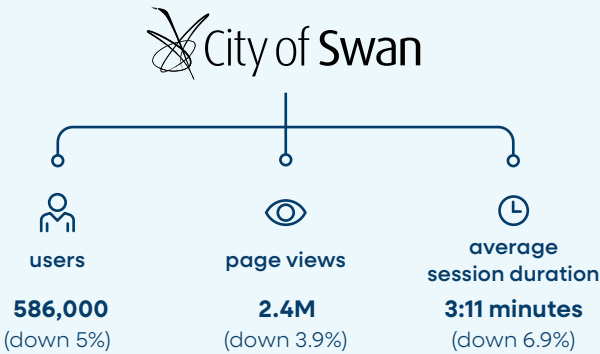 City of Swan
users
586,000
(down 5%)
page views
2.4M
(down 3.9%)
average
session duration
3:11 minutes
(down 6.9%)